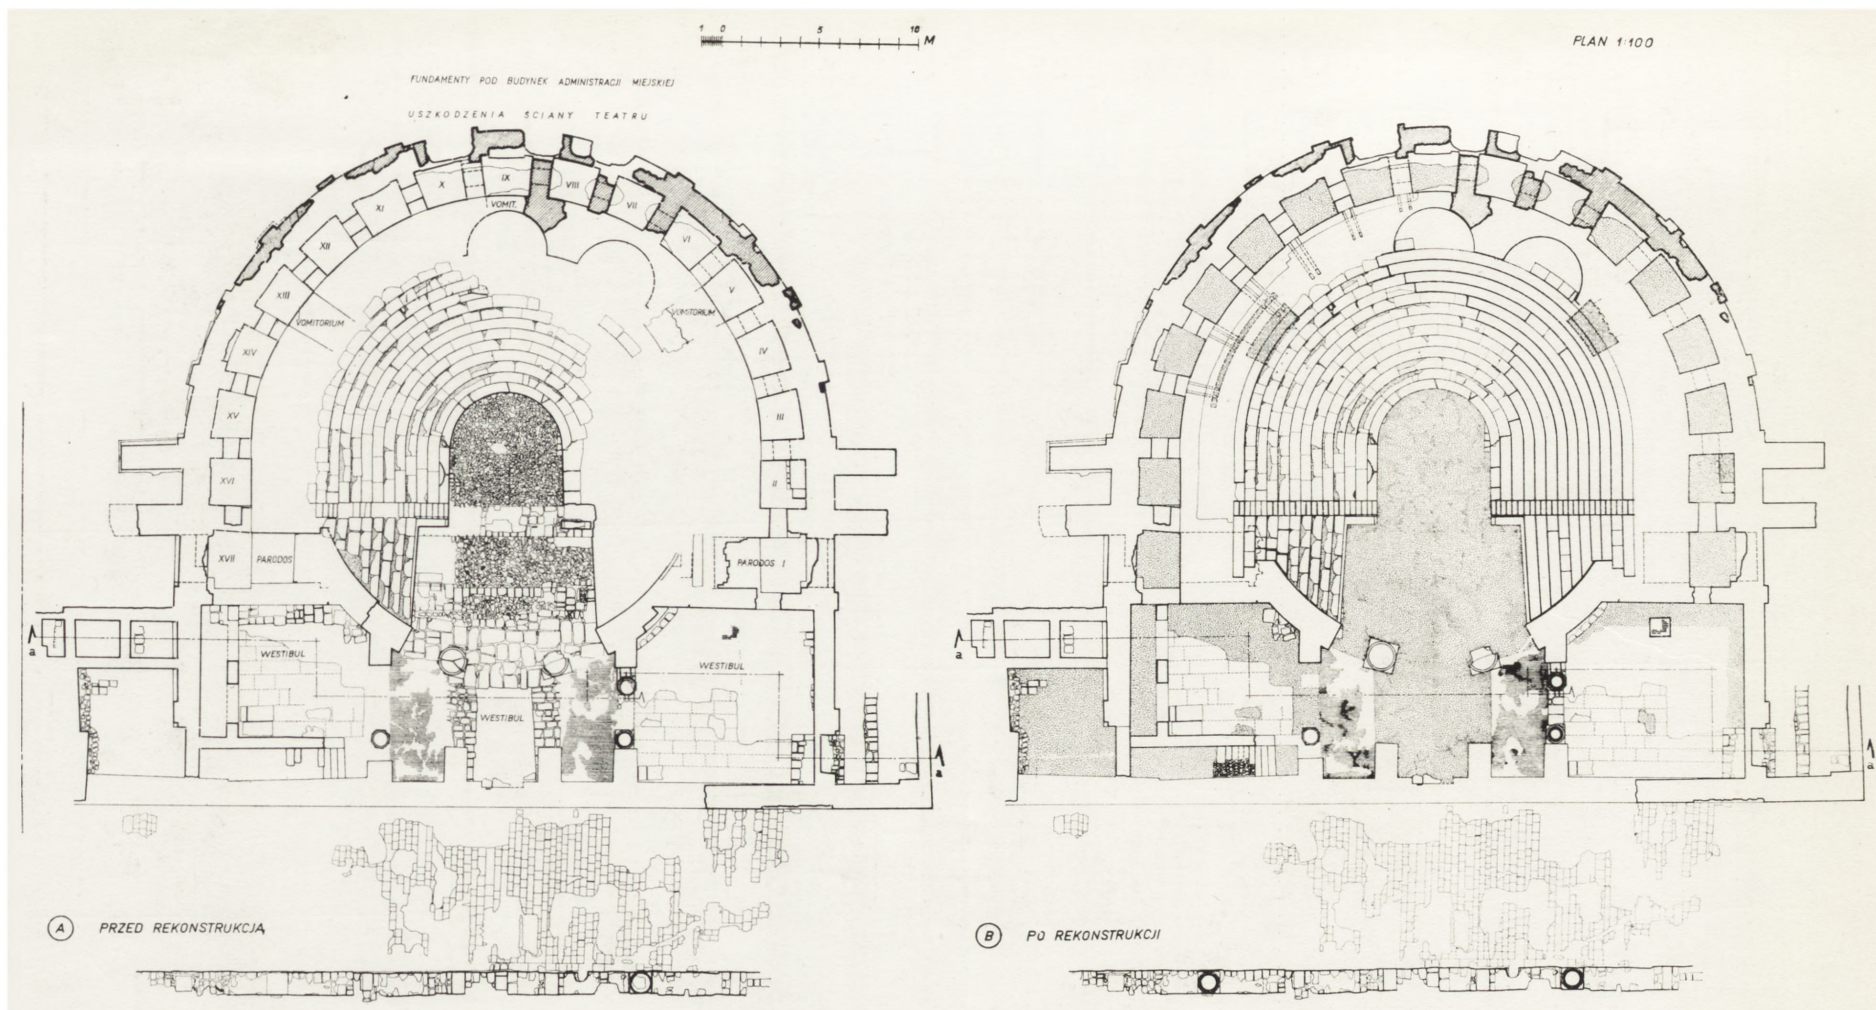 1 0 5 10 M
PLAN 1:100
FUNDAMENTY POD BUDYNEK ADMINISTRACJI MIEJSKIEJ
USZKODZENIA ŚCIANY TEATRU
X
IX
VIII
VII
XI
VOMIT.
XII
VI
XIII
V
VOMITORIUM
VOMITORIUM
XIV
IV
XV
III
XVI
II
XVII
PARODOS
PARODOS I
a
WESTIBUL
WESTIBUL
WESTIBUL
a
a
a
A PRZED REKONSTRUKCJĄ
B PO REKONSTRUKCJI